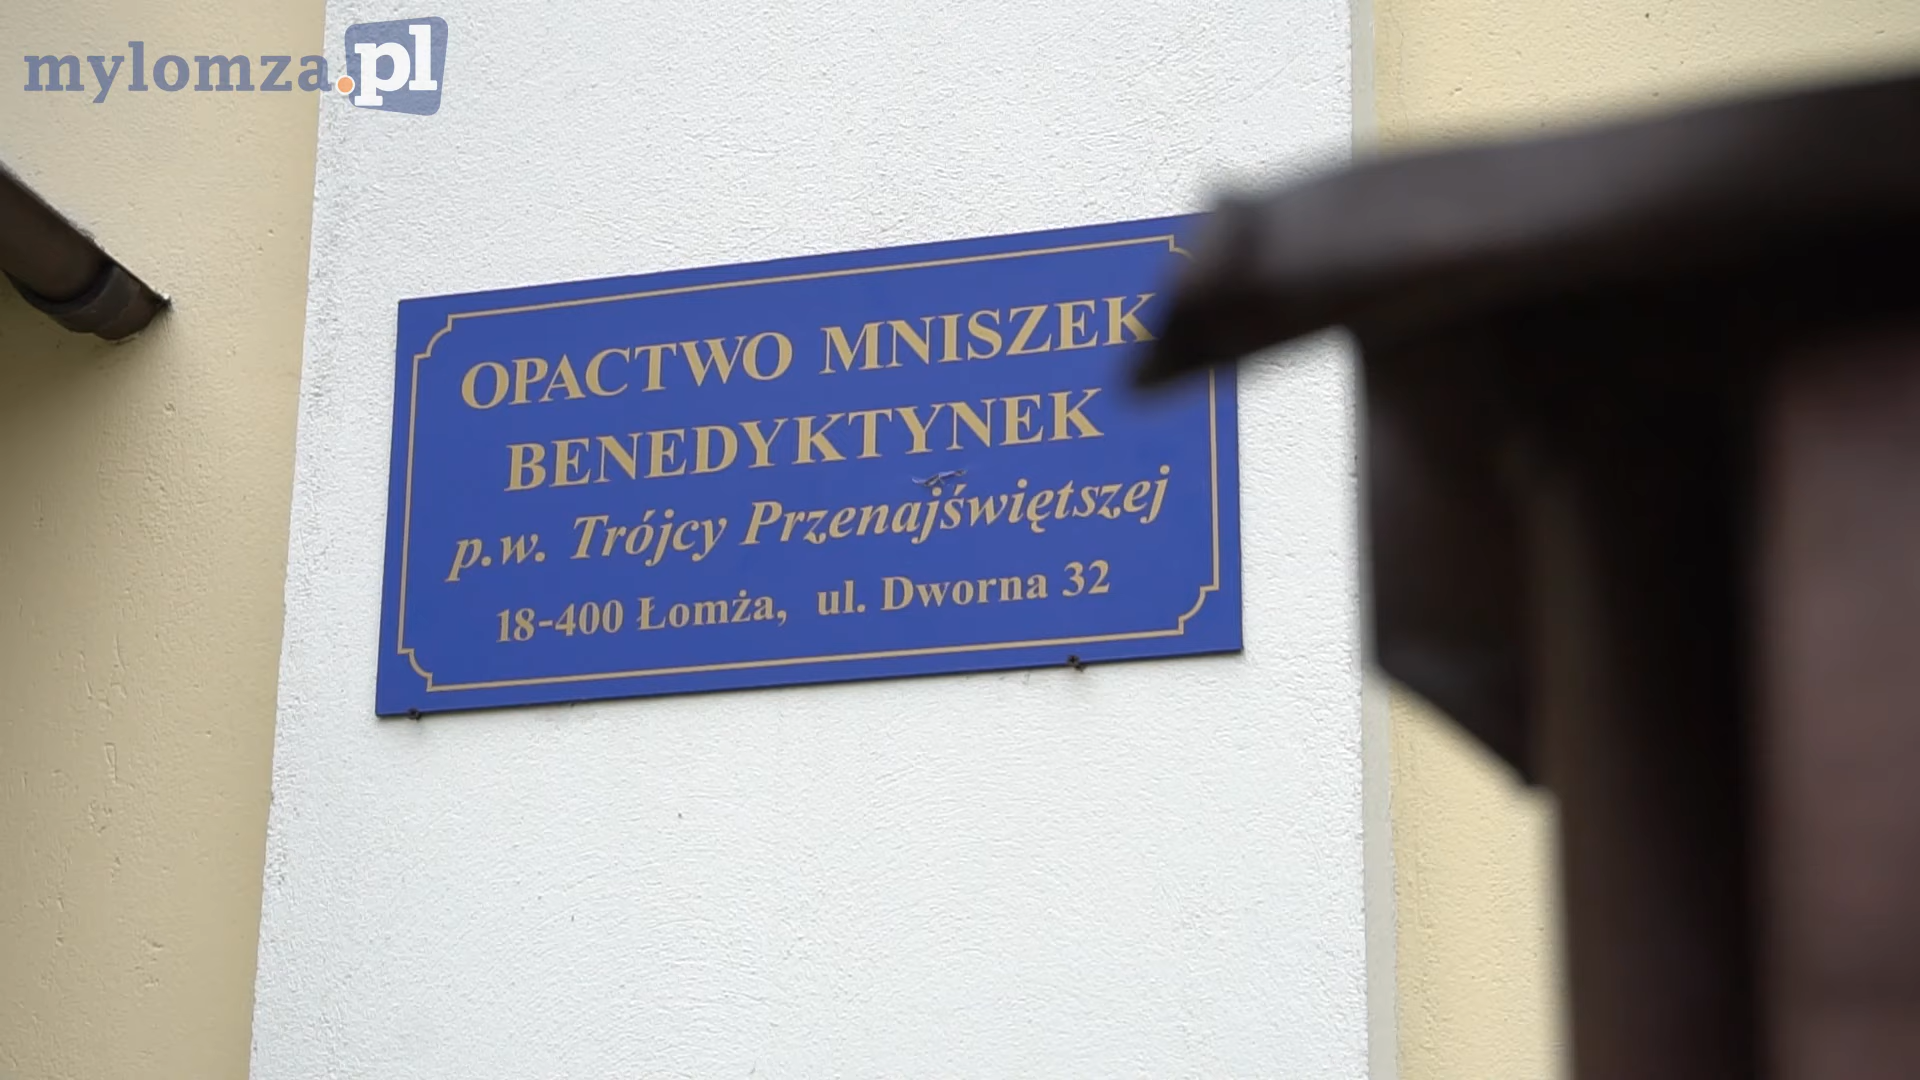 mylomza.pl
OPACTWO MNISZEK
BENEDYKTYNEK
p.w. Trójcy Przenajświętszej
18-400 Łomża, ul. Dworna 32